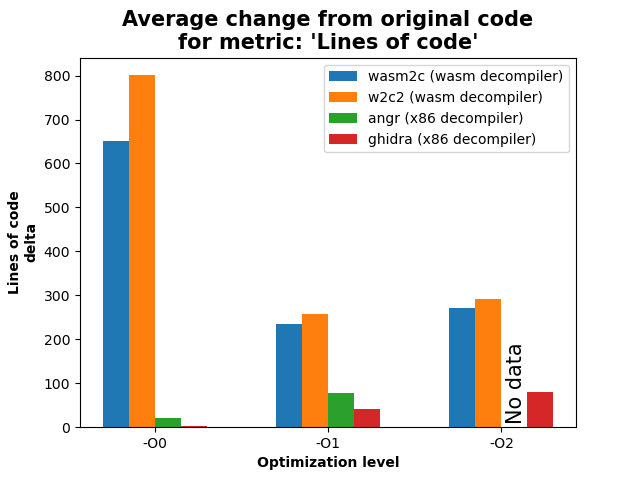 Average change from original code
for metric: 'Lines of code'
wasm2c (wasm decompiler)
w2c2 (wasm decompiler)
angr (x86 decompiler)
ghidra (x86 decompiler)
800
700
600
500
400
300
200
100
0
Lines of code
delta
No data
-O0
-O1
-O2
Optimization level